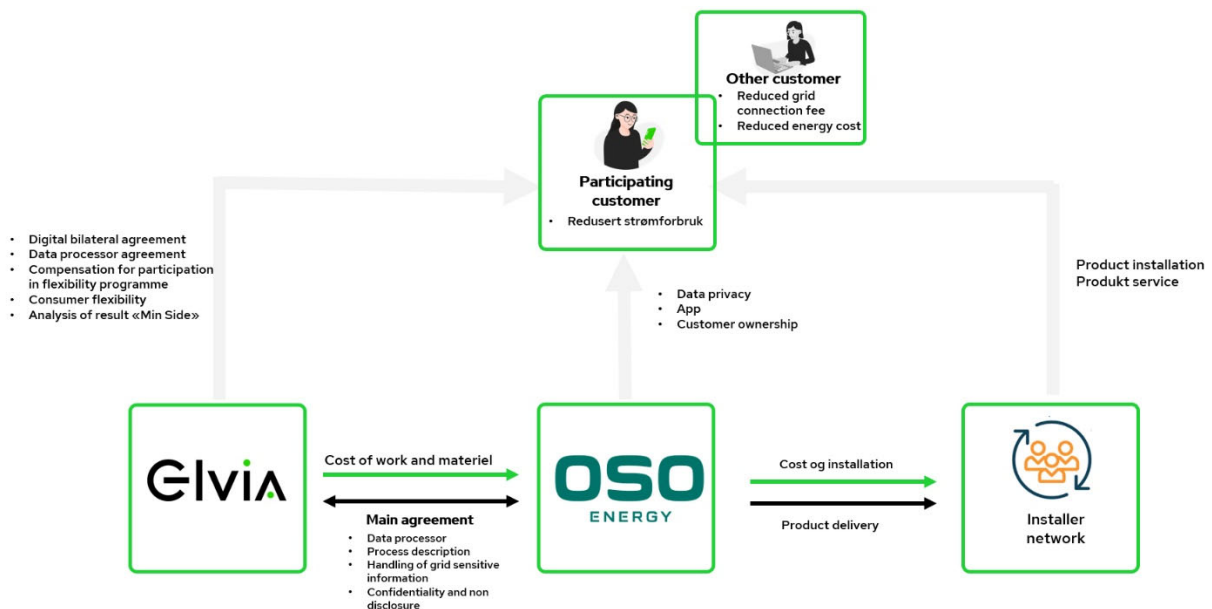 Other customer
• Reduced grid
connection fee
• Reduced energy cost
Participating
customer
• Redusert strømforbruk
• Digital bilateral agreement
• Data processor agreement
• Compensation for participation
in flexibility programme
• Consumer flexibility
• Analysis of result «Min Side»
• Data privacy
• App
• Customer ownership
Product installation
Produkt service
Elvia
Cost of work and materiel
Main agreement
• Data processor
• Process description
• Handling of grid sensitive
information
• Confidentiality and non
disclosure
OSO
ENERGY
Cost og installation
Product delivery
Installer
network